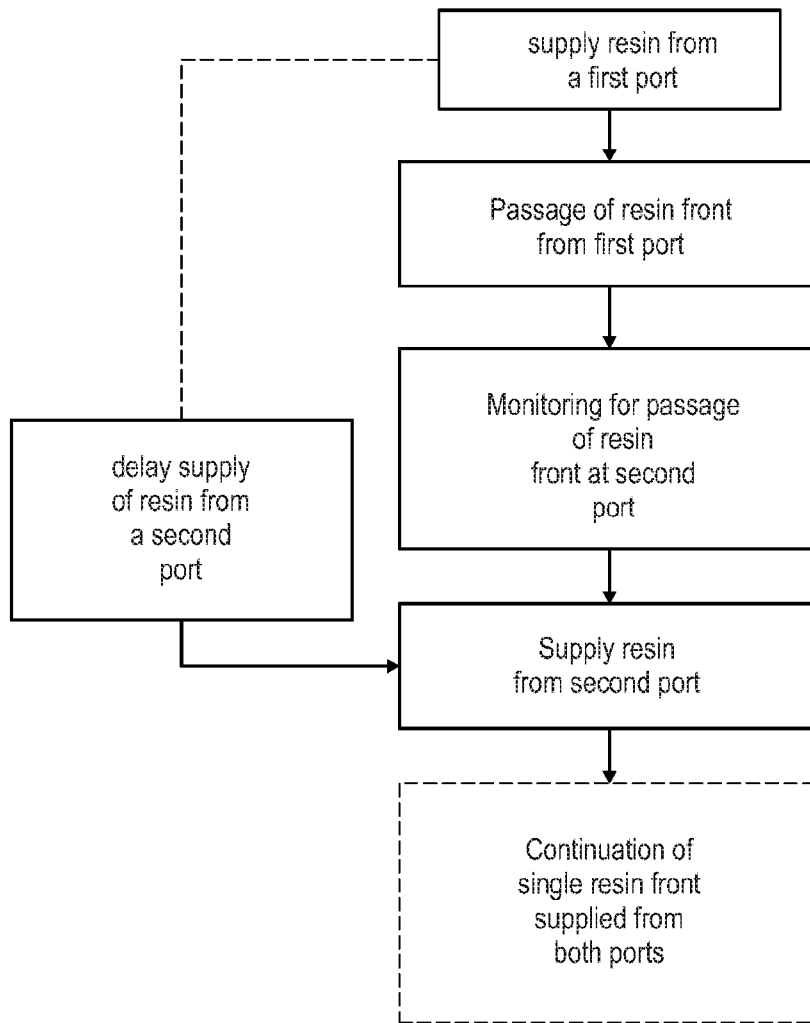 supply resin from
a first port
Passage of resin front
from first port
Monitoring for passage
of resin
front at second
port
delay supply
of resin from
a second
port
Supply resin
from second port
Continuation of
single resin front
supplied from
both ports